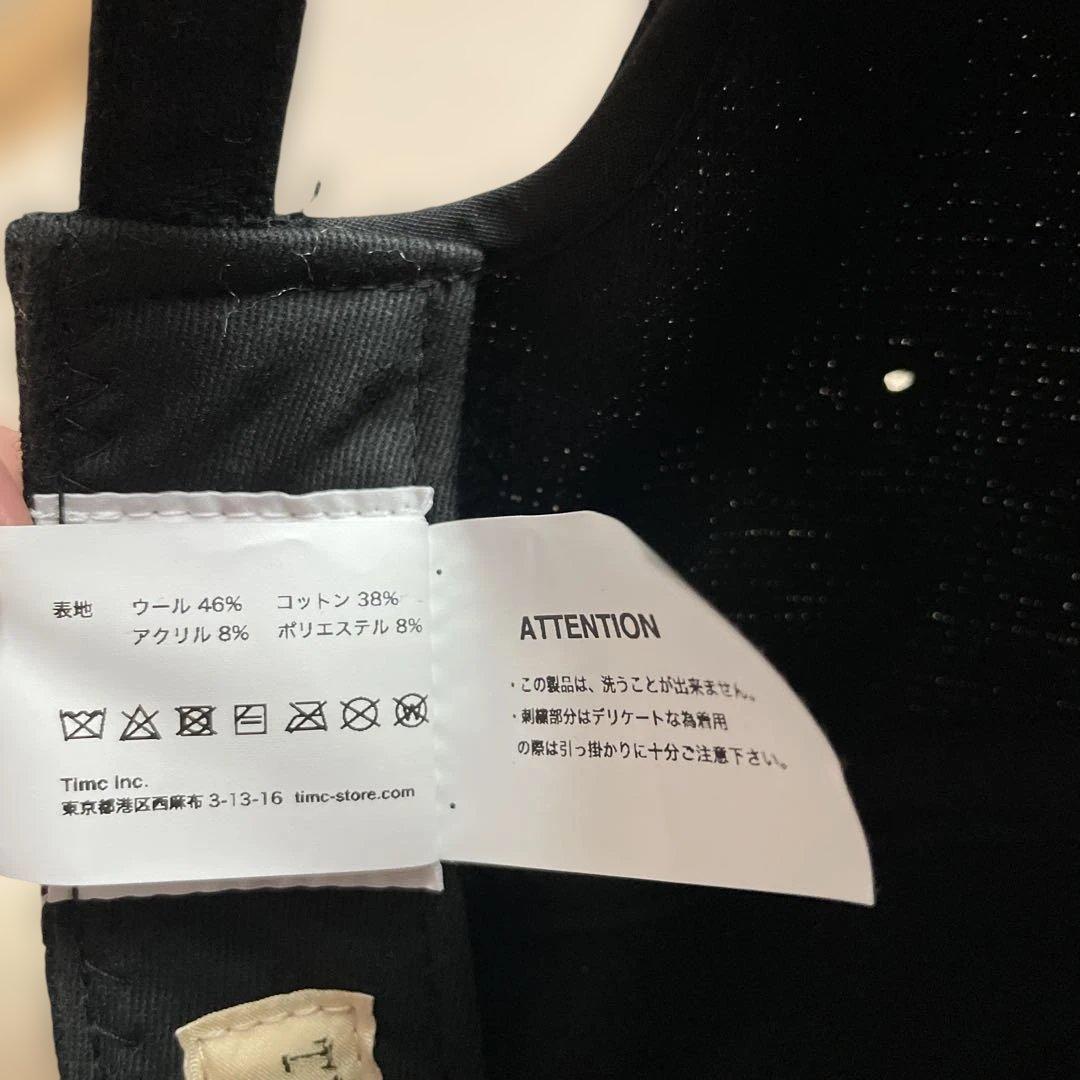 表地 ウール 46% コットン 38%
アクリル 8% ポリエステル 8%
W
Timc Inc.
東京都港区西麻布 3-13-16 timc-store.com
ATTENTION
・この製品は、洗うことが出来ません。
・刺繍部分はデリケートな為着用
の際は引っ掛かりに十分ご注意下さい。
T